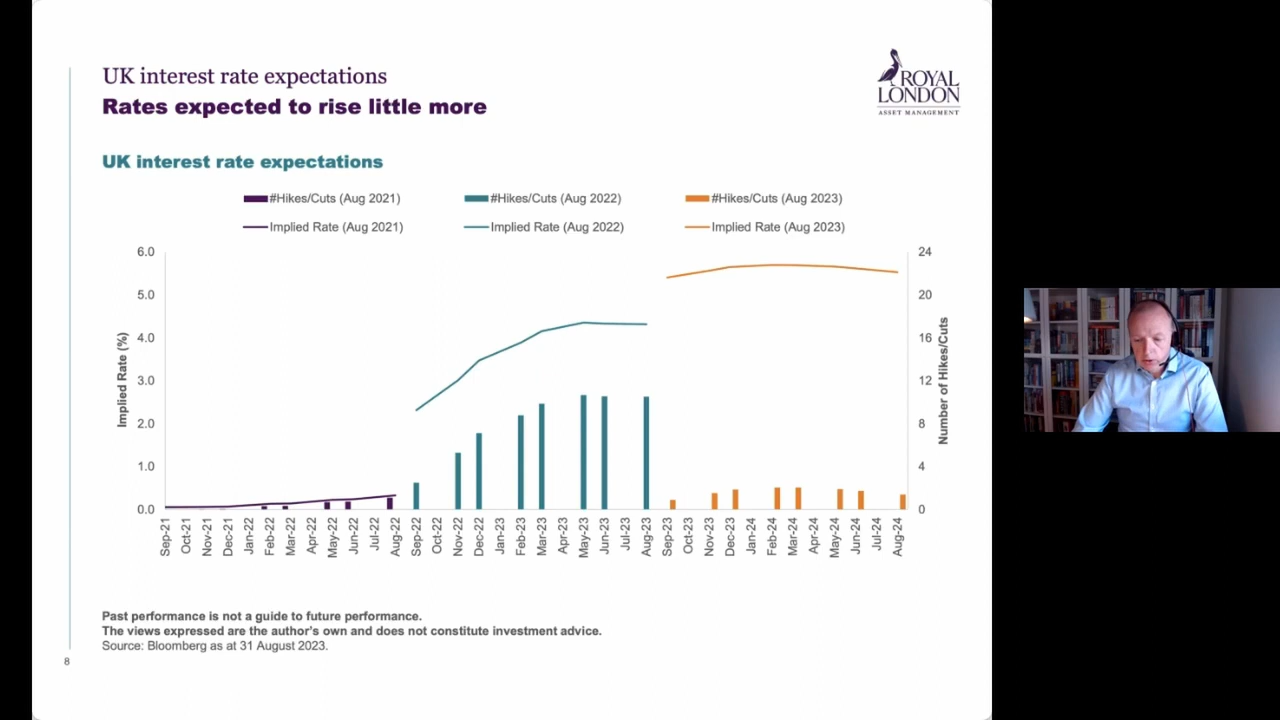 UK interest rate expectations
Rates expected to rise little more
ROYAL
LONDON
ASSET MANAGEMENT
UK interest rate expectations
#Hikes/Cuts (Aug 2021)
#Hikes/Cuts (Aug 2022)
#Hikes/Cuts (Aug 2023)
Implied Rate (Aug 2021)
Implied Rate (Aug 2022)
Implied Rate (Aug 2023)
Implied Rate (%)
6.0
5.0
4.0
3.0
2.0
1.0
0.0
24
20
16
12
8
4
0
Number of Hikes/Cuts
Sep-21
Oct-21
Nov-21
Dec-21
Jan-22
Feb-22
Mar-22
Apr-22
May-22
Jun-22
Jul-22
Aug-22
Sep-22
Oct-22
Nov-22
Dec-22
Jan-23
Feb-23
Mar-23
Apr-23
May-23
Jun-23
Jul-23
Aug-23
Sep-23
Oct-23
Nov-23
Dec-23
Jan-24
Feb-24
Mar-24
Apr-24
May-24
Jun-24
Jul-24
Aug-24
Past performance is not a guide to future performance.
The views expressed are the author's own and does not constitute investment advice.
Source: Bloomberg as at 31 August 2023.
8